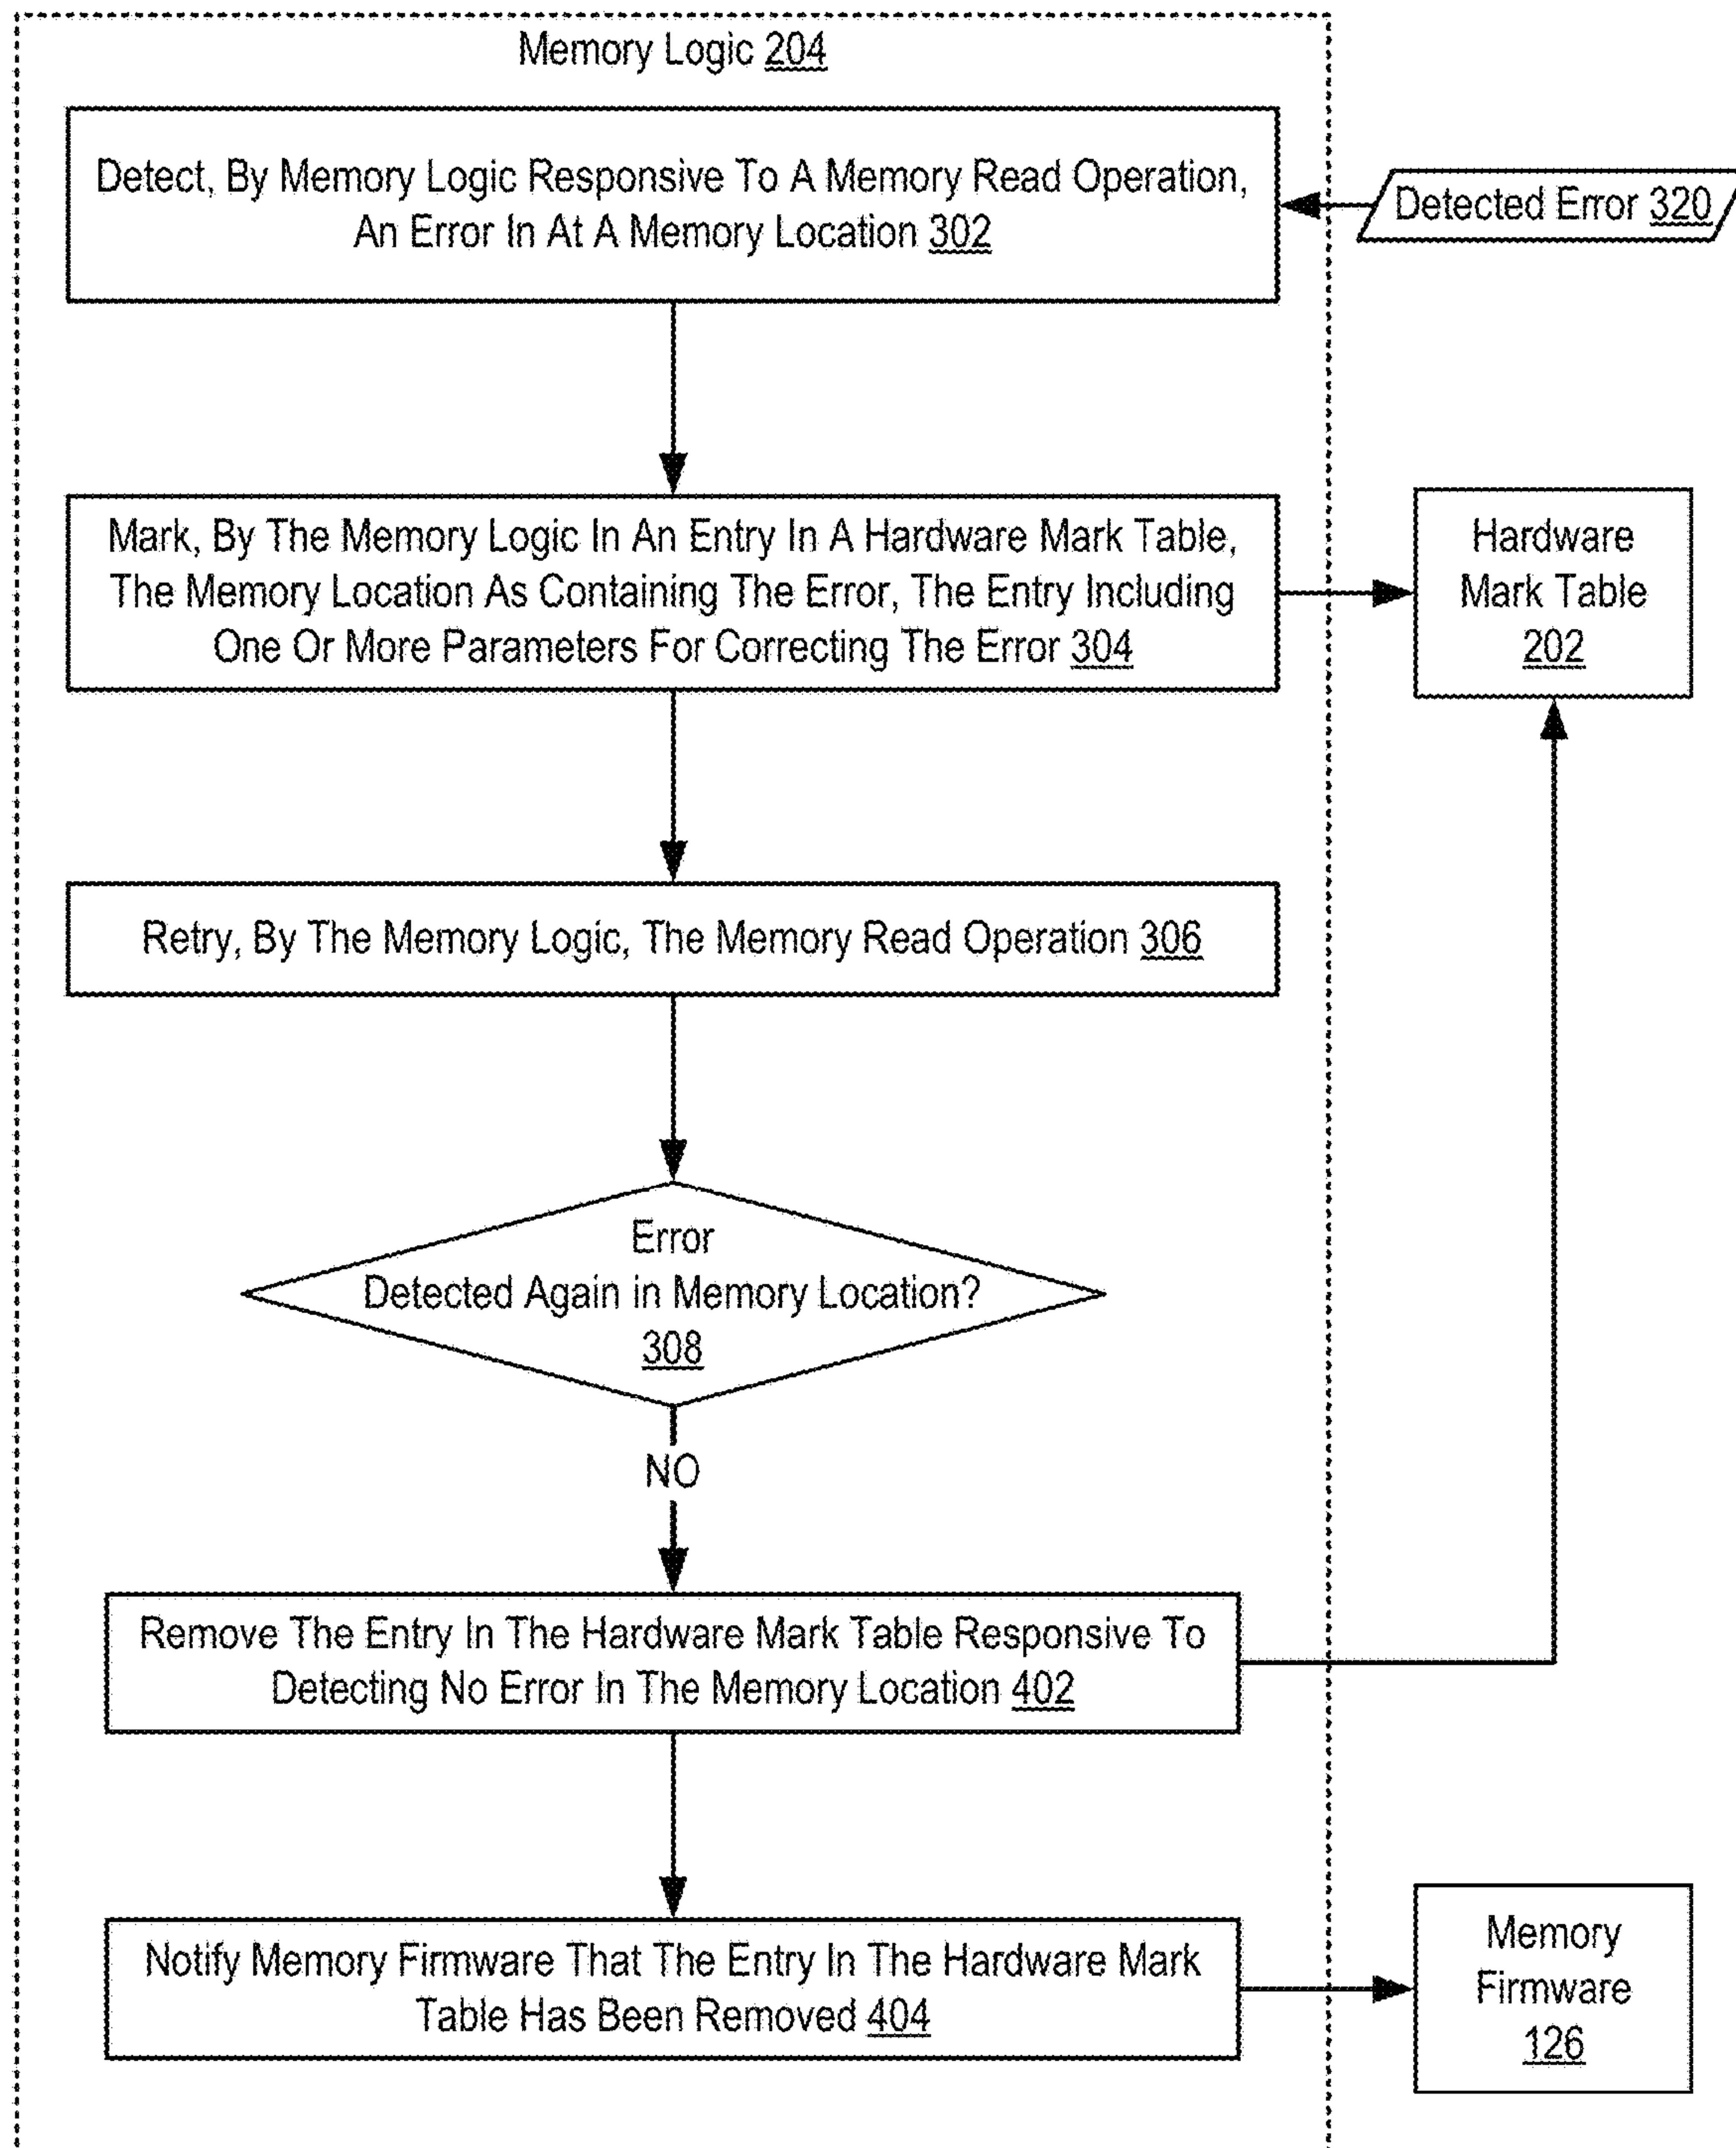 Memory Logic 204
Detect, By Memory Logic Responsive To A Memory Read Operation,
An Error In At A Memory Location 302
Detected Error 320
Mark, By The Memory Logic In An Entry In A Hardware Mark Table,
The Memory Location As Containing The Error, The Entry Including
One Or More Parameters For Correcting The Error 304
Hardware
Mark Table
202
Retry, By The Memory Logic, The Memory Read Operation 306
Error
Detected Again in Memory Location?
308
NO
Remove The Entry In The Hardware Mark Table Responsive To
Detecting No Error In The Memory Location 402
Notify Memory Firmware That The Entry In The Hardware Mark
Table Has Been Removed 404
Memory
Firmware
126